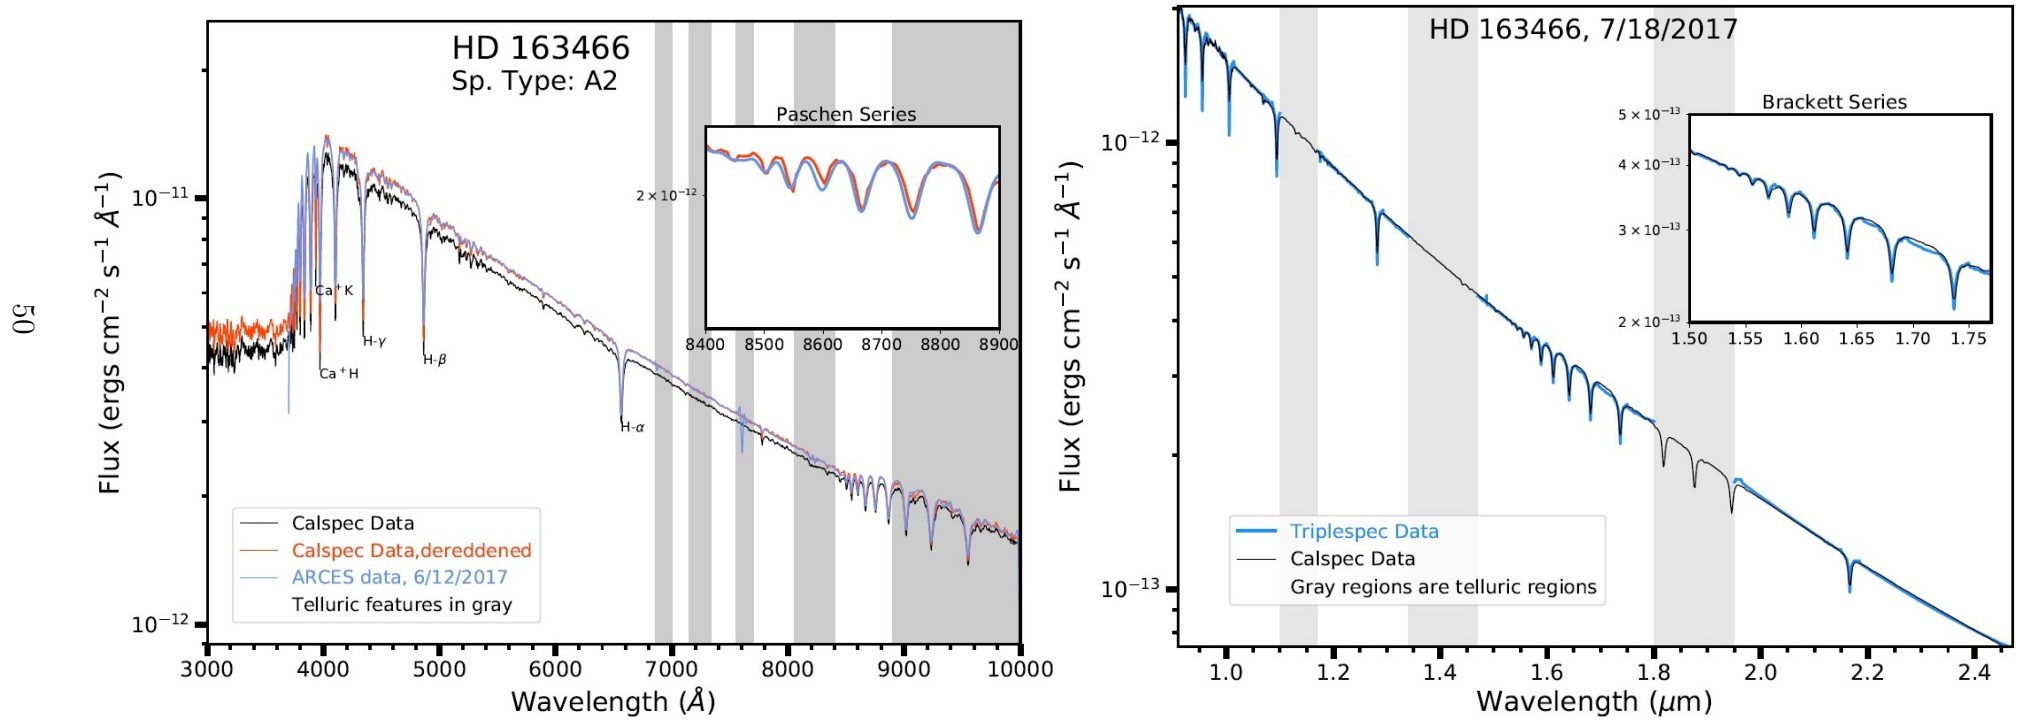 50
HD 163466
Sp. Type: A2
Flux (ergs cm⁻² s⁻¹ Å⁻¹)
10⁻¹¹
10⁻¹²
Paschen Series
2 × 10⁻¹²
8400 8500 8600 8700 8800 8900
Ca⁺K
Ca⁺H
H-γ
H-β
H-α
Calspec Data
Calspec Data,dereddened
ARCES data, 6/12/2017
Telluric features in gray
3000 4000 5000 6000 7000 8000 9000 10000
Wavelength (Å)
HD 163466, 7/18/2017
Flux (ergs cm⁻² s⁻¹ Å⁻¹)
10⁻¹²
10⁻¹³
Brackett Series
5 × 10⁻¹³
4 × 10⁻¹³
3 × 10⁻¹³
2 × 10⁻¹³
1.50 1.55 1.60 1.65 1.70 1.75
Triplespec Data
Calspec Data
Gray regions are telluric regions
1.0 1.2 1.4 1.6 1.8 2.0 2.2 2.4
Wavelength (μm)